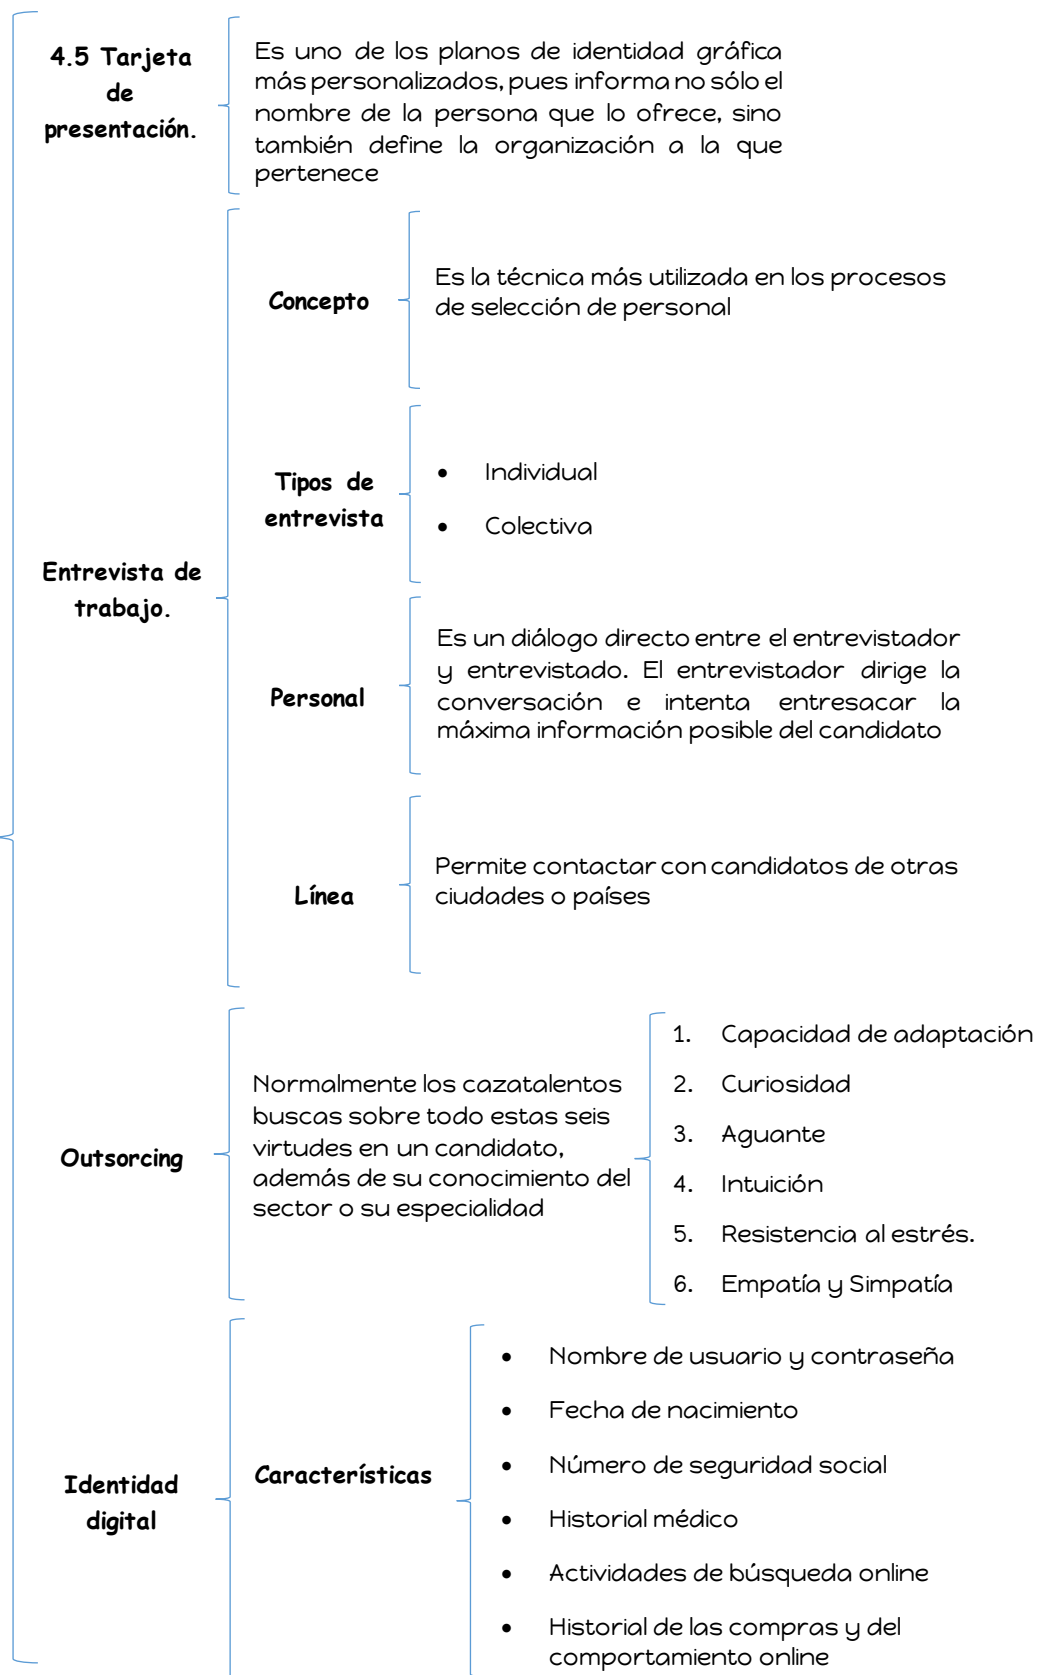 4.5 Tarjeta
de
presentación.
Es uno de los planos de identidad gráfica
más personalizados, pues informa no sólo el
nombre de la persona que lo ofrece, sino
también define la organización a la que
pertenece
Entrevista de
trabajo.
Concepto
Es la técnica más utilizada en los procesos
de selección de personal
Tipos de
entrevista
• Individual
• Colectiva
Personal
Es un diálogo directo entre el entrevistador
y entrevistado. El entrevistador dirige la
conversación e intenta entresacar la
máxima información posible del candidato
Línea
Permite contactar con candidatos de otras
ciudades o países
Outsorcing
Normalmente los cazatalentos
buscas sobre todo estas seis
virtudes en un candidato,
además de su conocimiento del
sector o su especialidad
1. Capacidad de adaptación
2. Curiosidad
3. Aguante
4. Intuición
5. Resistencia al estrés.
6. Empatía y Simpatía
Identidad
digital
Características
• Nombre de usuario y contraseña
• Fecha de nacimiento
• Número de seguridad social
• Historial médico
• Actividades de búsqueda online
• Historial de las compras y del
comportamiento online